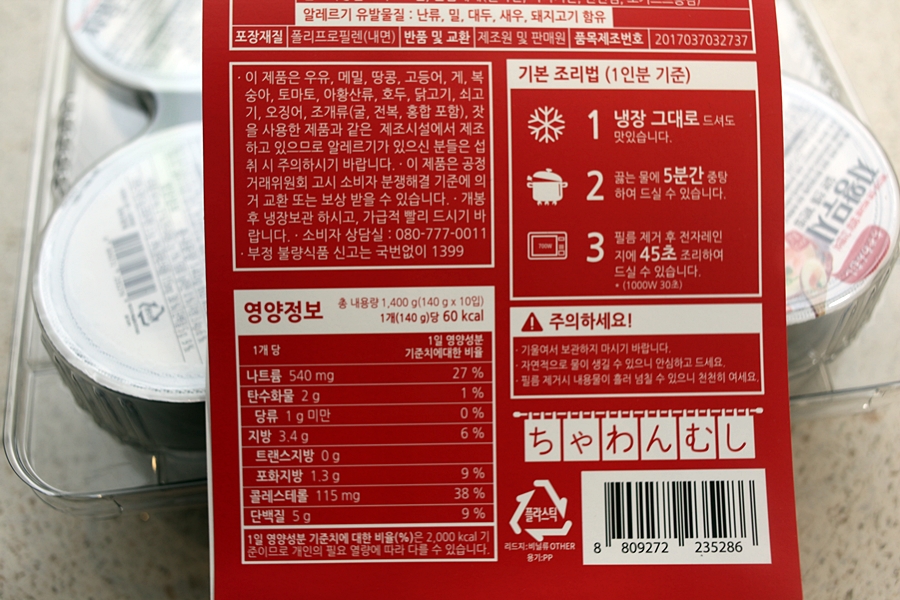 알레르기 유발물질 : 난류, 밀, 대두, 새우, 돼지고기 함유
포장재질 폴리프로필렌(내면) 반품 및 교환 제조원 및 판매원 품목제조번호 2017037032737
· 이 제품은 우유, 메밀, 땅콩, 고등어, 게, 복
숭아, 토마토, 아황산류, 호두, 닭고기, 쇠고
기, 오징어, 조개류(굴, 전복, 홍합 포함), 잣
을 사용한 제품과 같은 제조시설에서 제조
하고 있으므로 알레르기가 있으신 분들은 섭
취 시 주의하시기 바랍니다. · 이 제품은 공정
거래위원회 고시 소비자 분쟁해결 기준에 의
거 교환 또는 보상 받을 수 있습니다. · 개봉
후 냉장보관 하시고, 가급적 빨리 드시기 바
랍니다. · 소비자 상담실 : 080-777-0011
· 부정 불량식품 신고는 국번없이 1399
기본 조리법 (1인분 기준)
1 냉장 그대로 드셔도
맛있습니다.
2 끓는 물에 5분간 중탕
하여 드실 수 있습니다.
700W
3 필름 제거 후 전자레인
지에 45초 조리하여
드실 수 있습니다.
* (1000W 30초)
영양정보 총 내용량 1,400 g(140 g x 10입)
1개(140 g)당 60 kcal
1개 당 1일 영양성분
기준치에대한 비율
나트륨 540 mg 27 %
탄수화물 2 g 1 %
당류 1 g 미만 0 %
지방 3.4 g 6 %
트랜스지방 0 g
포화지방 1.3 g 9 %
콜레스테롤 115 mg 38 %
단백질 5 g 9 %
1일 영양성분 기준치에 대한 비율(%)은 2,000 kcal 기
준이므로 개인의 필요 열량에 따라 다를 수 있습니다.
주의하세요!
· 기울여서 보관하지 마시기 바랍니다.
· 자연적으로 물이 생길 수 있으니 안심하고 드세요.
· 필름 제거시 내용물이 흘러 넘칠 수 있으니 천천히 여세요.
ちゃわんむし
플라스틱
리드지:비닐류OTHER
용기:PP
8 809272 235286
자왕무시